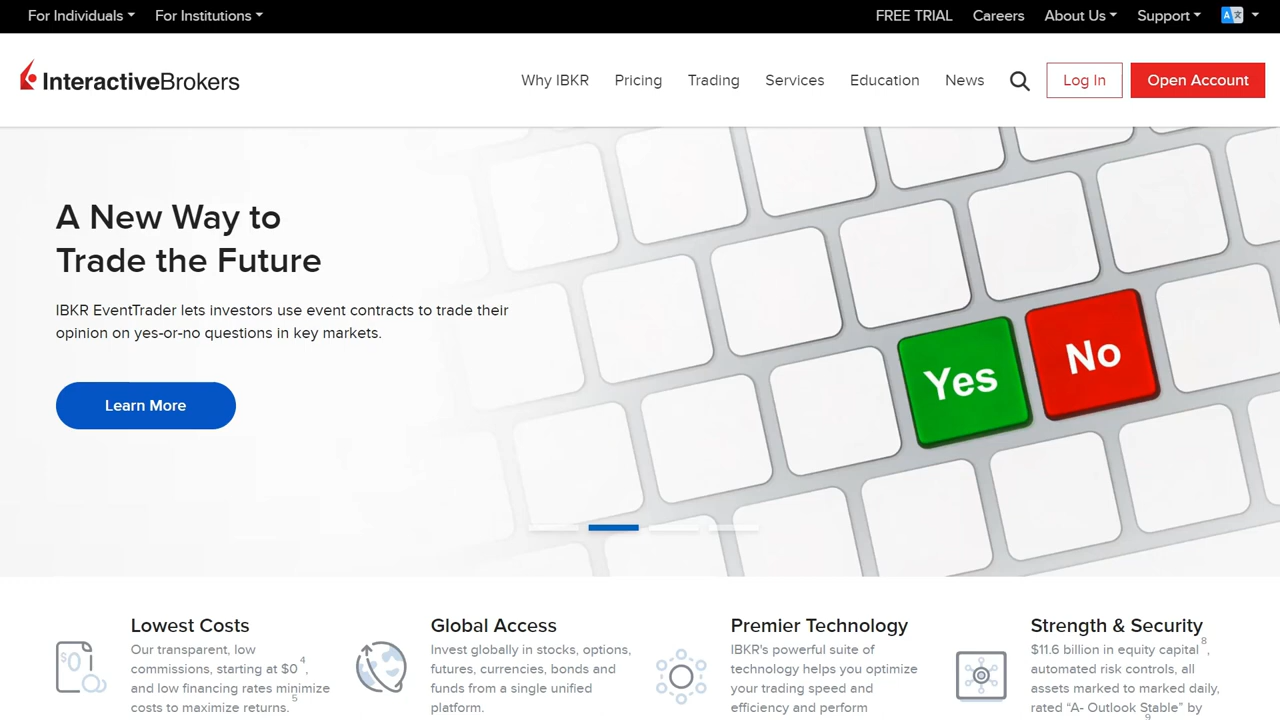 For Individuals
For Institutions
FREE TRIAL
Careers
About Us
Support
A
InteractiveBrokers
Why IBKR
Pricing
Trading
Services
Education
News
Log In
Open Account
A New Way to
Trade the Future
IBKR EventTrader lets investors use event contracts to trade their
opinion on yes-or-no questions in key markets.
Learn More
Yes
No
Lowest Costs
Our transparent, low
commissions, starting at $0 4,
and low financing rates minimize
costs to maximize returns. 5
$0
Global Access
Invest globally in stocks, options,
futures, currencies, bonds and
funds from a single unified
platform.
Premier Technology
IBKR's powerful suite of
technology helps you optimize
your trading speed and
efficiency and perform
Strength & Security
$11.6 billion in equity capital 8,
automated risk controls, all
assets marked to marked daily,
rated “A- Outlook Stable” by
9